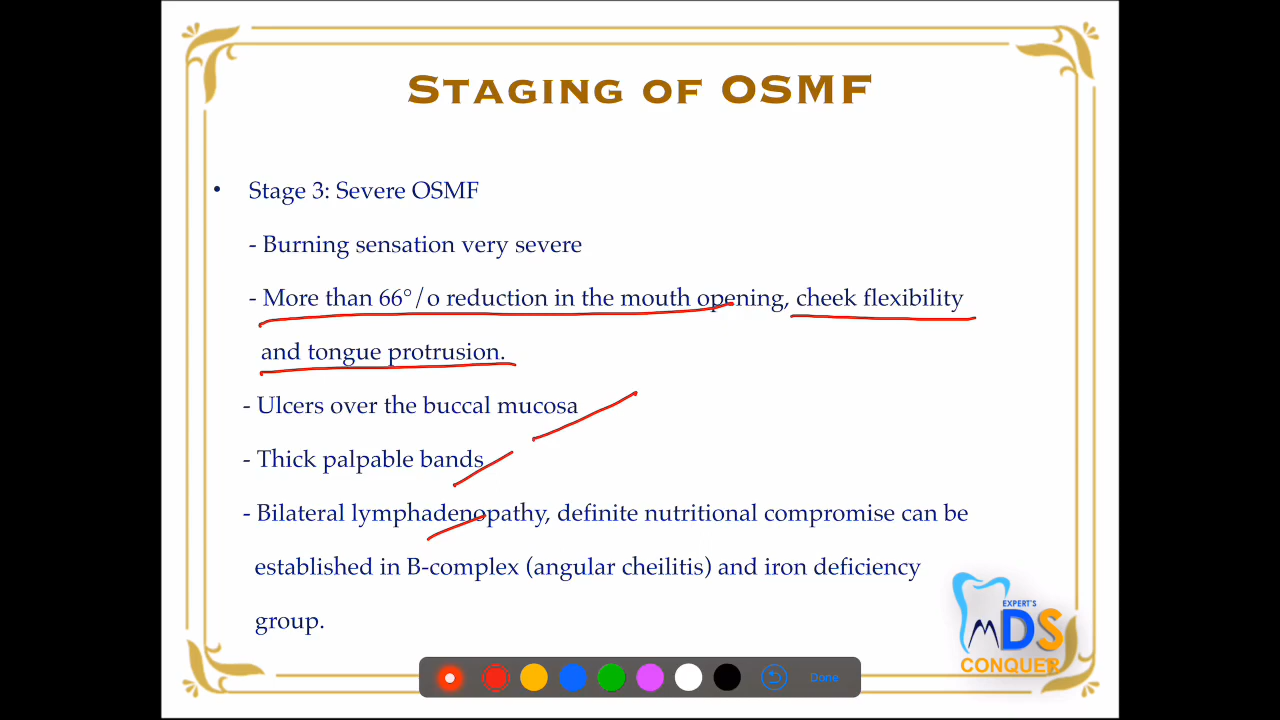 STAGING OF OSMF
• Stage 3: Severe OSMF
- Burning sensation very severe
- More than 66°/o reduction in the mouth opening, cheek flexibility
and tongue protrusion.
- Ulcers over the buccal mucosa
- Thick palpable bands
- Bilateral lymphadenopathy, definite nutritional compromise can be
established in B-complex (angular cheilitis) and iron deficiency
group.
EXPERT'S
MDS
CONQUER
Done